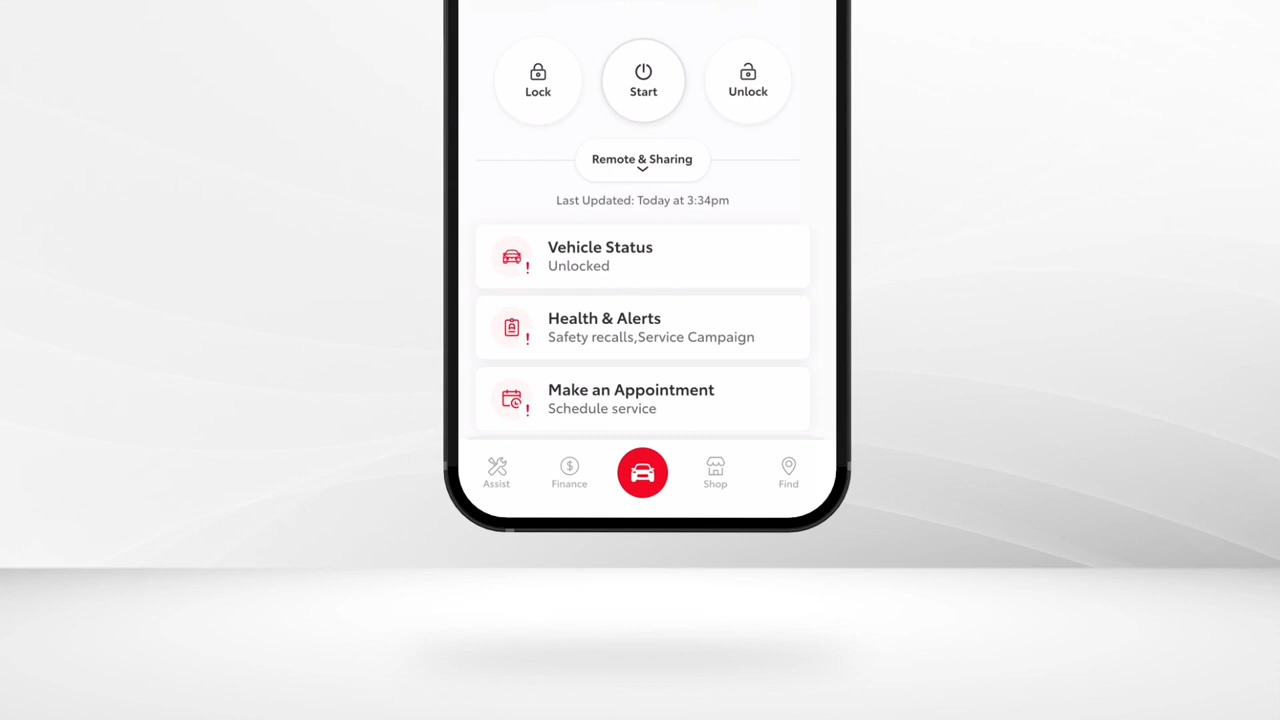 Lock
Start
Unlock
Remote & Sharing
Last Updated: Today at 3:34pm
Vehicle Status
Unlocked
Health & Alerts
Safety recalls,Service Campaign
Make an Appointment
Schedule service
Assist
Finance
Shop
Find